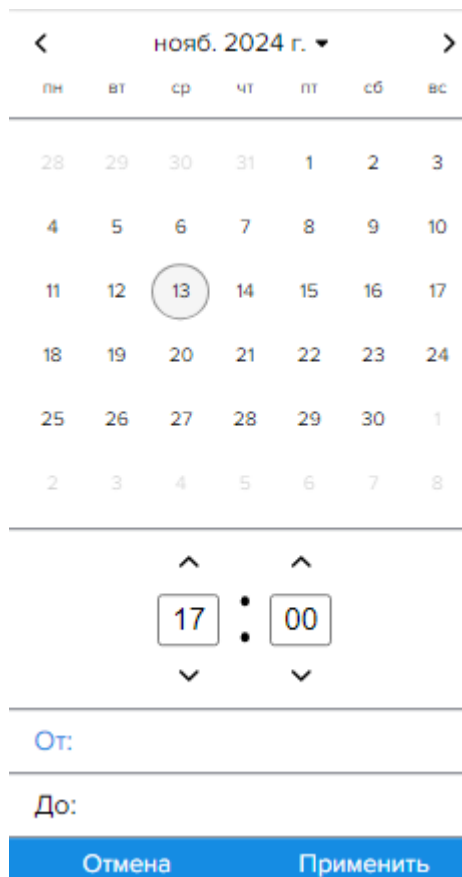 нояб. 2024 г.
пн вт ср чт пт сб вс
28 29 30 31 1 2 3
4 5 6 7 8 9 10
11 12 13 14 15 16 17
18 19 20 21 22 23 24
25 26 27 28 29 30 1
2 3 4 5 6 7 8
17 : 00
От:
До:
Отмена Применить